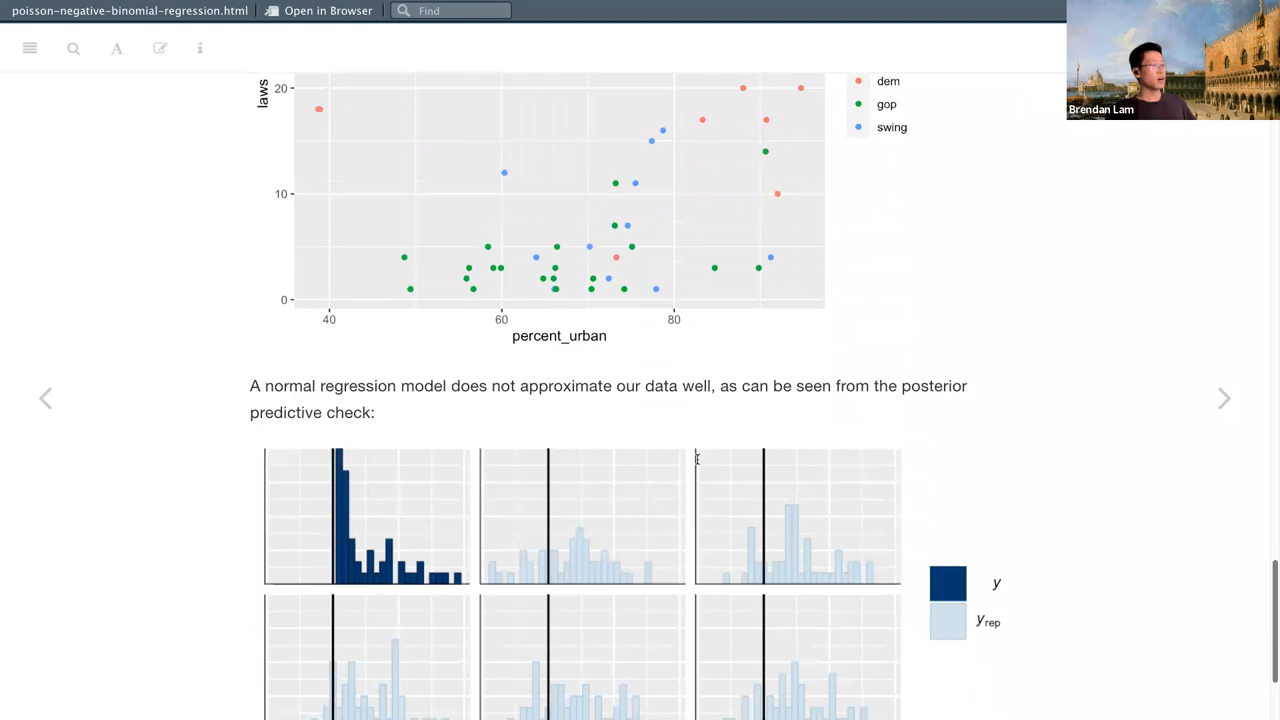 poisson-negative-binomial-regression.html
Open in Browser
Find
Brendan Lam
laws
20
10
0
40
60
80
percent_urban
dem
gop
swing
A normal regression model does not approximate our data well, as can be seen from the posterior
predictive check:
y
yrep